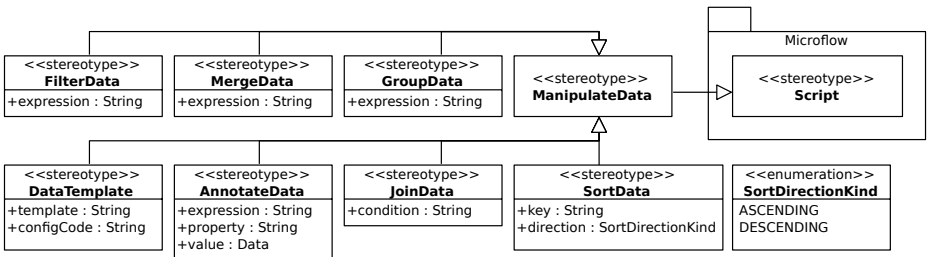 Microflow
<<stereotype>>
FilterData
+expression : String
<<stereotype>>
MergeData
+expression : String
<<stereotype>>
GroupData
+expression : String
<<stereotype>>
ManipulateData
<<stereotype>>
Script
<<stereotype>>
DataTemplate
+template : String
+configCode : String
<<stereotype>>
AnnotateData
+expression : String
+property : String
+value : Data
<<stereotype>>
JoinData
+condition : String
<<stereotype>>
SortData
+key : String
+direction : SortDirectionKind
<<enumeration>>
SortDirectionKind
ASCENDING
DESCENDING